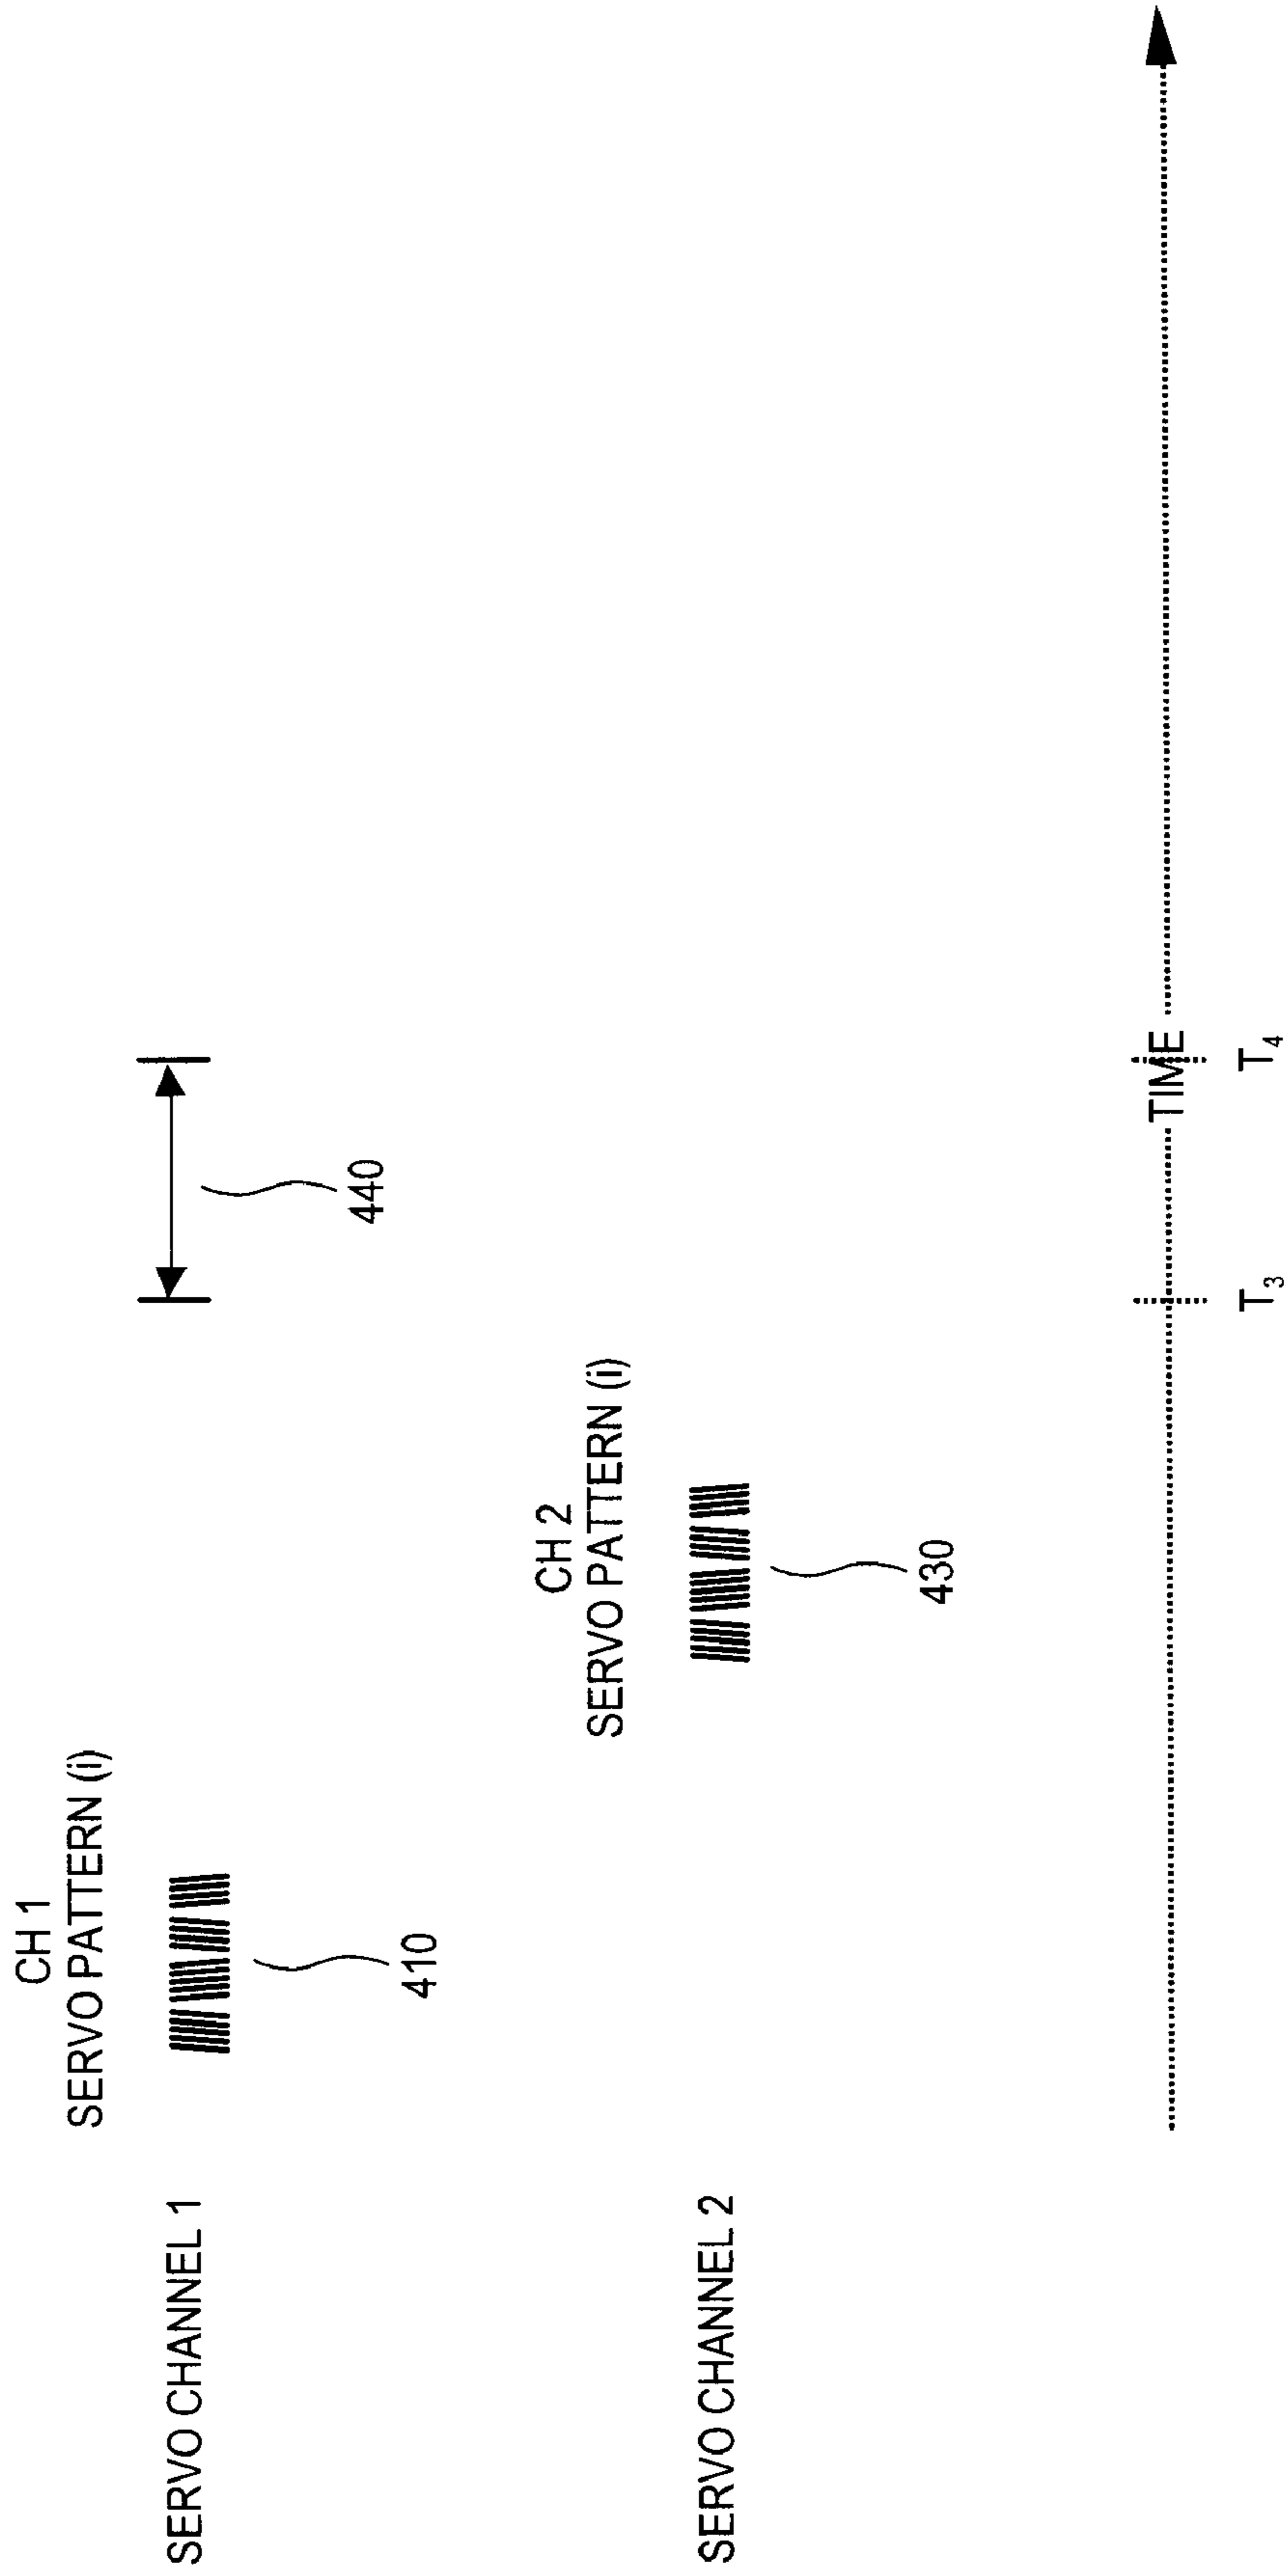 CH 1
SERVO PATTERN (i)
SERVO CHANNEL 1
410
440
CH 2
SERVO PATTERN (i)
SERVO CHANNEL 2
430
TIME
T3
T4